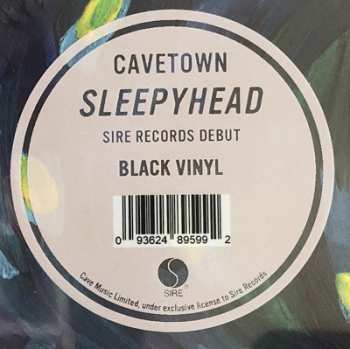 CAVETOWN
SLEEPYHEAD
SIRE RECORDS DEBUT
BLACK VINYL
0 93624 89599 2
SIRE
Cave Music Limited, under exclusive license to Sire Records